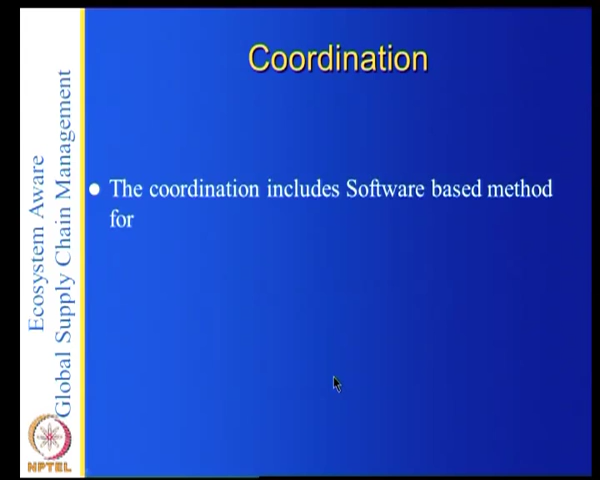 Coordination
The coordination includes Software based method
for
Ecosystem Aware
Global Supply Chain Management
NPTEL